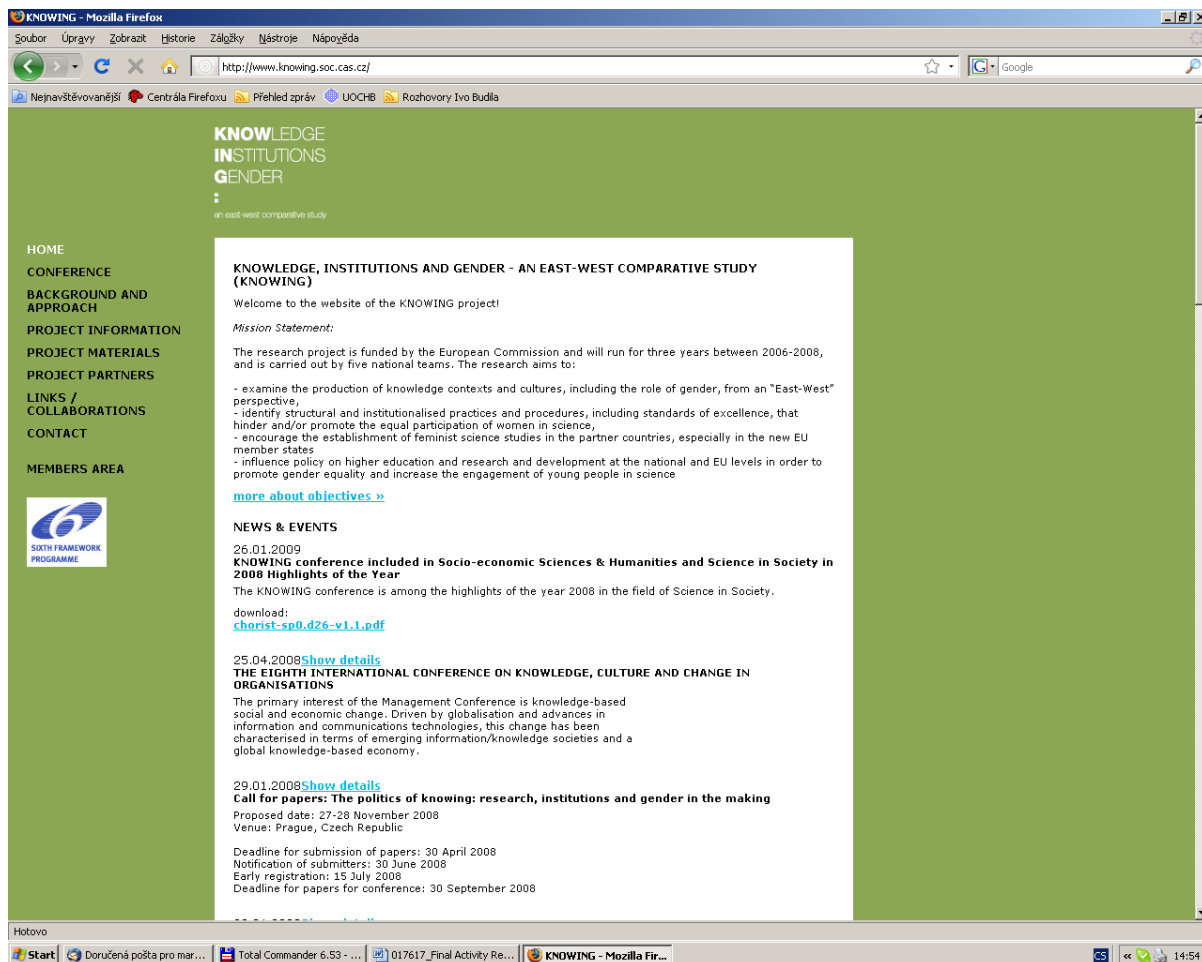 KNOWING - Mozilla Firefox
Soubor Úpravy Zobrazit Historie Záložky Nástroje Nápověda
http://www.knowing.soc.cas.cz/
Google
Nejnavštěvovanější Centrála Firefoxu Přehled zpráv UOCHB Rozhovory Ivo Budila
KNOWLEDGE
INSTITUTIONS
GENDER
:
an east-west comparative study
HOME
CONFERENCE
BACKGROUND AND
APPROACH
PROJECT INFORMATION
PROJECT MATERIALS
PROJECT PARTNERS
LINKS /
COLLABORATIONS
CONTACT
MEMBERS AREA
6
SIXTH FRAMEWORK
PROGRAMME
KNOWLEDGE, INSTITUTIONS AND GENDER - AN EAST-WEST COMPARATIVE STUDY
(KNOWING)
Welcome to the website of the KNOWING project!
Mission Statement:
The research project is funded by the European Commission and will run for three years between 2006-2008,
and is carried out by five national teams. The research aims to:
- examine the production of knowledge contexts and cultures, including the role of gender, from an “East-West”
perspective,
- identify structural and institutionalised practices and procedures, including standards of excellence, that
hinder and/or promote the equal participation of women in science,
- encourage the establishment of feminist science studies in the partner countries, especially in the new EU
member states
- influence policy on higher education and research and development at the national and EU levels in order to
promote gender equality and increase the engagement of young people in science
more about objectives »
NEWS & EVENTS
26.01.2009
KNOWING conference included in Socio-economic Sciences & Humanities and Science in Society in
2008 Highlights of the Year
The KNOWING conference is among the highlights of the year 2008 in the field of Science in Society.
download:
chorist-sp0.d26-v1.1.pdf
25.04.2008Show details
THE EIGHTH INTERNATIONAL CONFERENCE ON KNOWLEDGE, CULTURE AND CHANGE IN
ORGANISATIONS
The primary interest of the Management Conference is knowledge-based
social and economic change. Driven by globalisation and advances in
information and communications technologies, this change has been
characterised in terms of emerging information/knowledge societies and a
global knowledge-based economy.
29.01.2008Show details
Call for papers: The politics of knowing: research, institutions and gender in the making
Proposed date: 27-28 November 2008
Venue: Prague, Czech Republic
Deadline for submission of papers: 30 April 2008
Notification of submitters: 30 June 2008
Early registration: 15 July 2008
Deadline for papers for conference: 30 September 2008
Hotovo
Start Doručená pošta pro mar... Total Commander 6.53 - ... 017617_Final Activity Re... KNOWING - Mozilla Fir... CS « 14:54